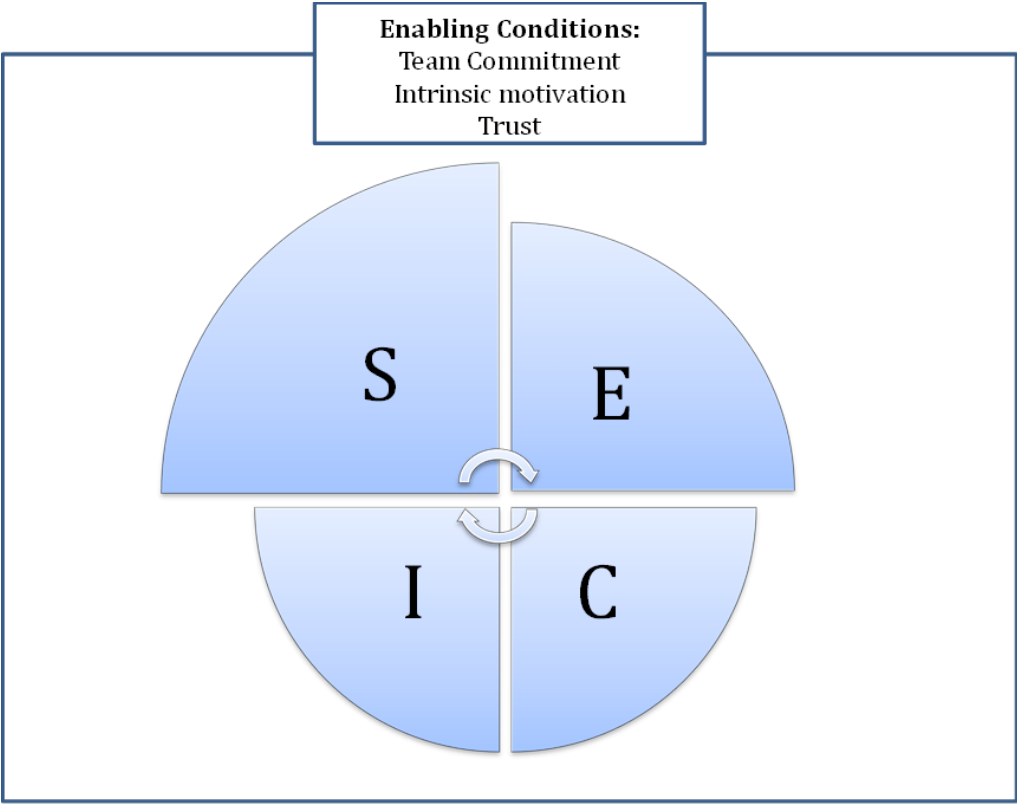 Enabling Conditions:
Team Commitment
Intrinsic motivation
Trust
S
E
I
C